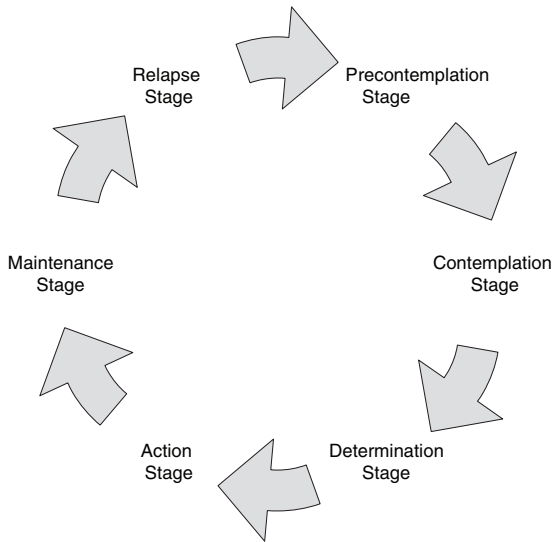 Relapse
Stage
Precontemplation
Stage
Contemplation
Stage
Determination
Stage
Action
Stage
Maintenance
Stage